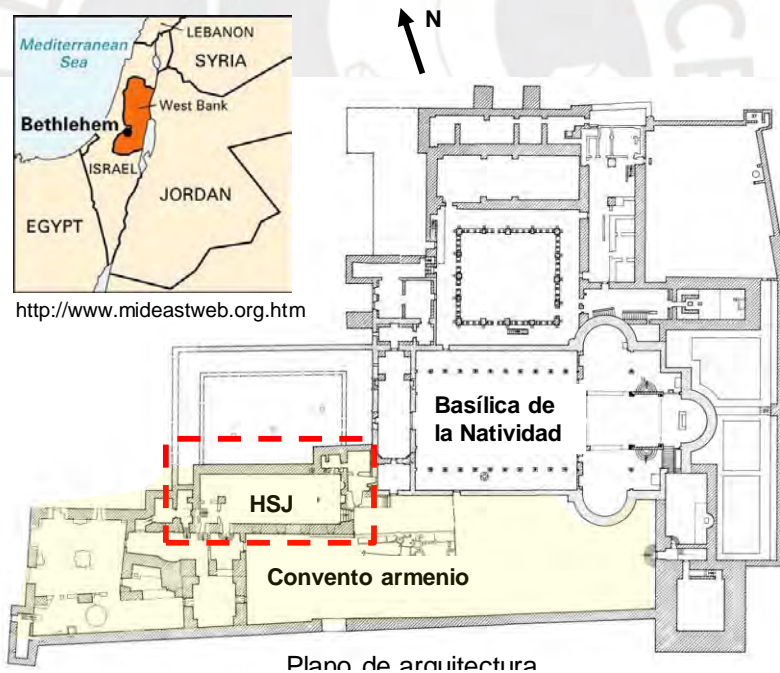 N
LEBANON
Mediterranean
Sea
SYRIA
West Bank
Bethlehem
ISRAEL
JORDAN
EGYPT
http://www.mideastweb.org.htm
Basílica de
la Natividad
HSJ
Convento armenio
Plano de arquitectura